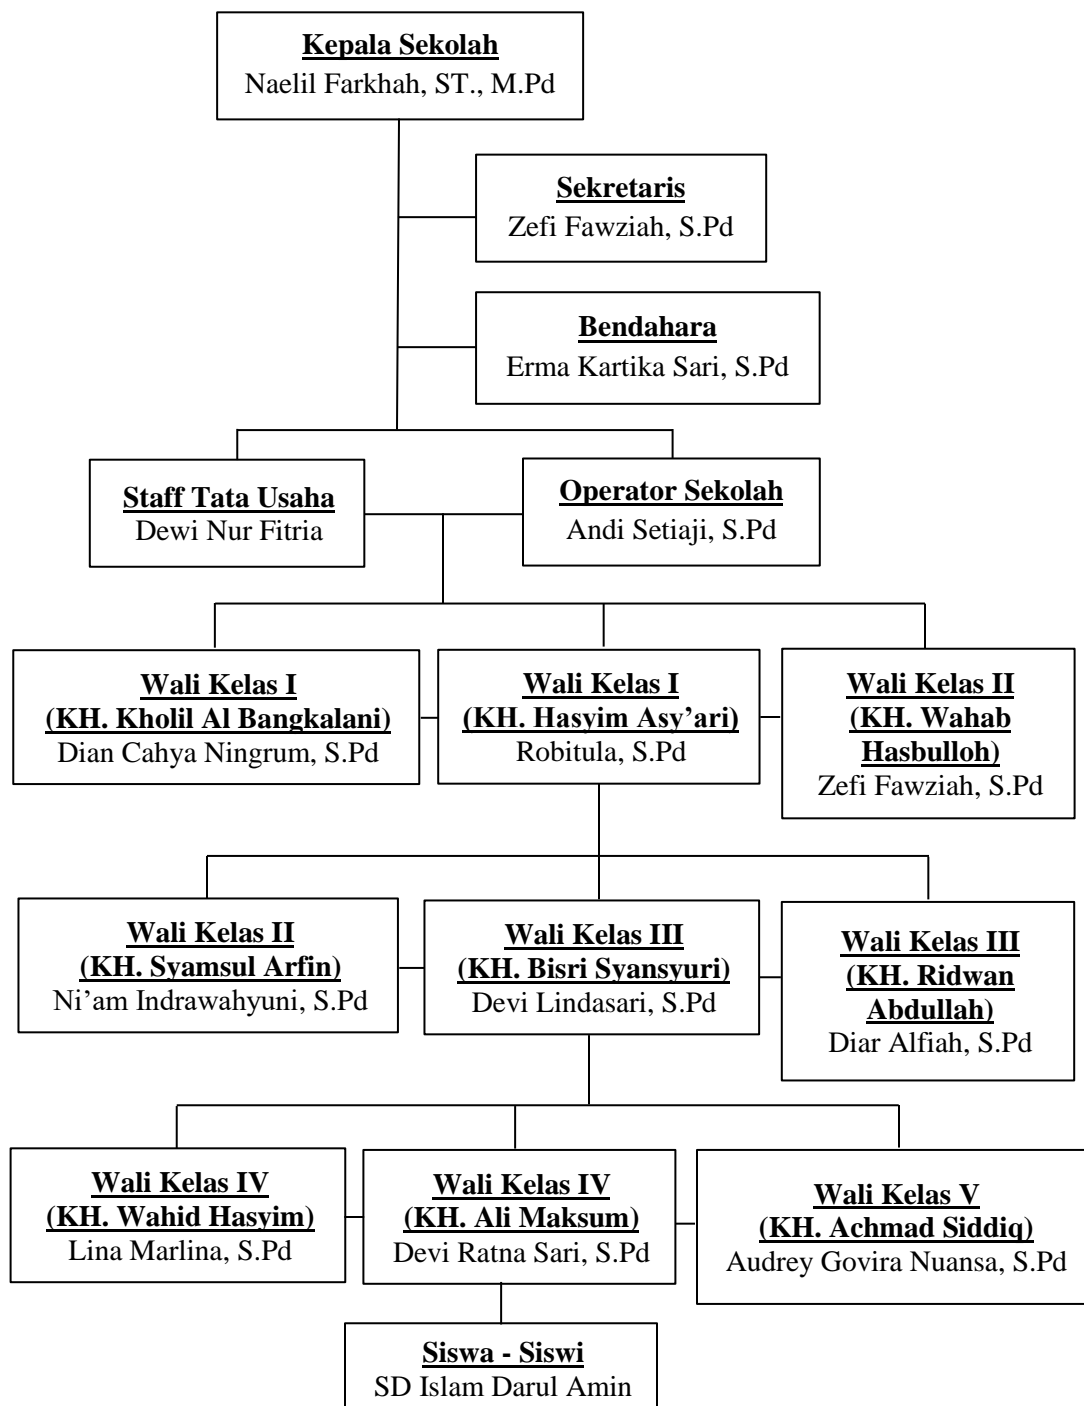 Kepala Sekolah
Naelil Farkhah, ST., M.Pd
Sekretaris
Zefi Fawziah, S.Pd
Bendahara
Erma Kartika Sari, S.Pd
Staff Tata Usaha
Dewi Nur Fitria
Operator Sekolah
Andi Setiaji, S.Pd
Wali Kelas I
(KH. Kholil Al Bangkalani)
Dian Cahya Ningrum, S.Pd
Wali Kelas I
(KH. Hasyim Asy’ari)
Robitula, S.Pd
Wali Kelas II
(KH. Wahab
Hasbulloh)
Zefi Fawziah, S.Pd
Wali Kelas II
(KH. Syamsul Arfin)
Ni’am Indrawahyuni, S.Pd
Wali Kelas III
(KH. Bisri Syansyuri)
Devi Lindasari, S.Pd
Wali Kelas III
(KH. Ridwan
Abdullah)
Diar Alfiah, S.Pd
Wali Kelas IV
(KH. Wahid Hasyim)
Lina Marlina, S.Pd
Wali Kelas IV
(KH. Ali Maksum)
Devi Ratna Sari, S.Pd
Wali Kelas V
(KH. Achmad Siddiq)
Audrey Govira Nuansa, S.Pd
Siswa - Siswi
SD Islam Darul Amin